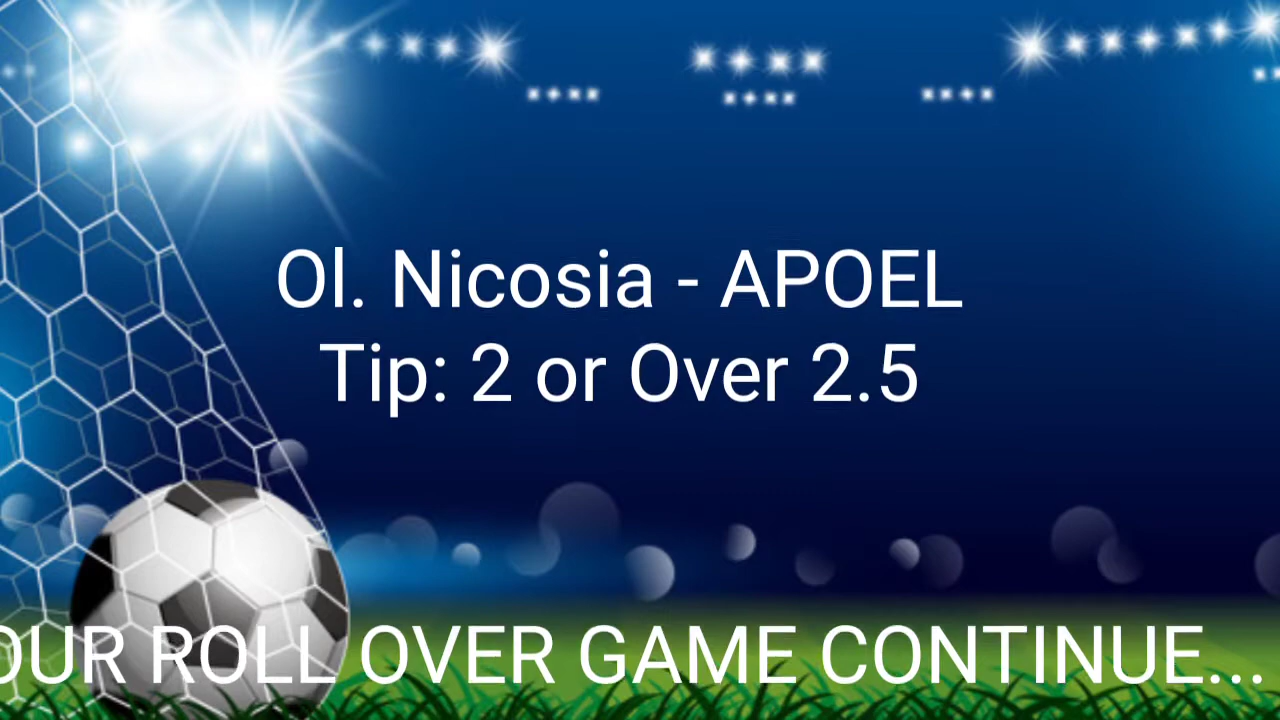 Ol. Nicosia - APOEL
Tip: 2 or Over 2.5
OUR ROLL OVER GAME CONTINUE...